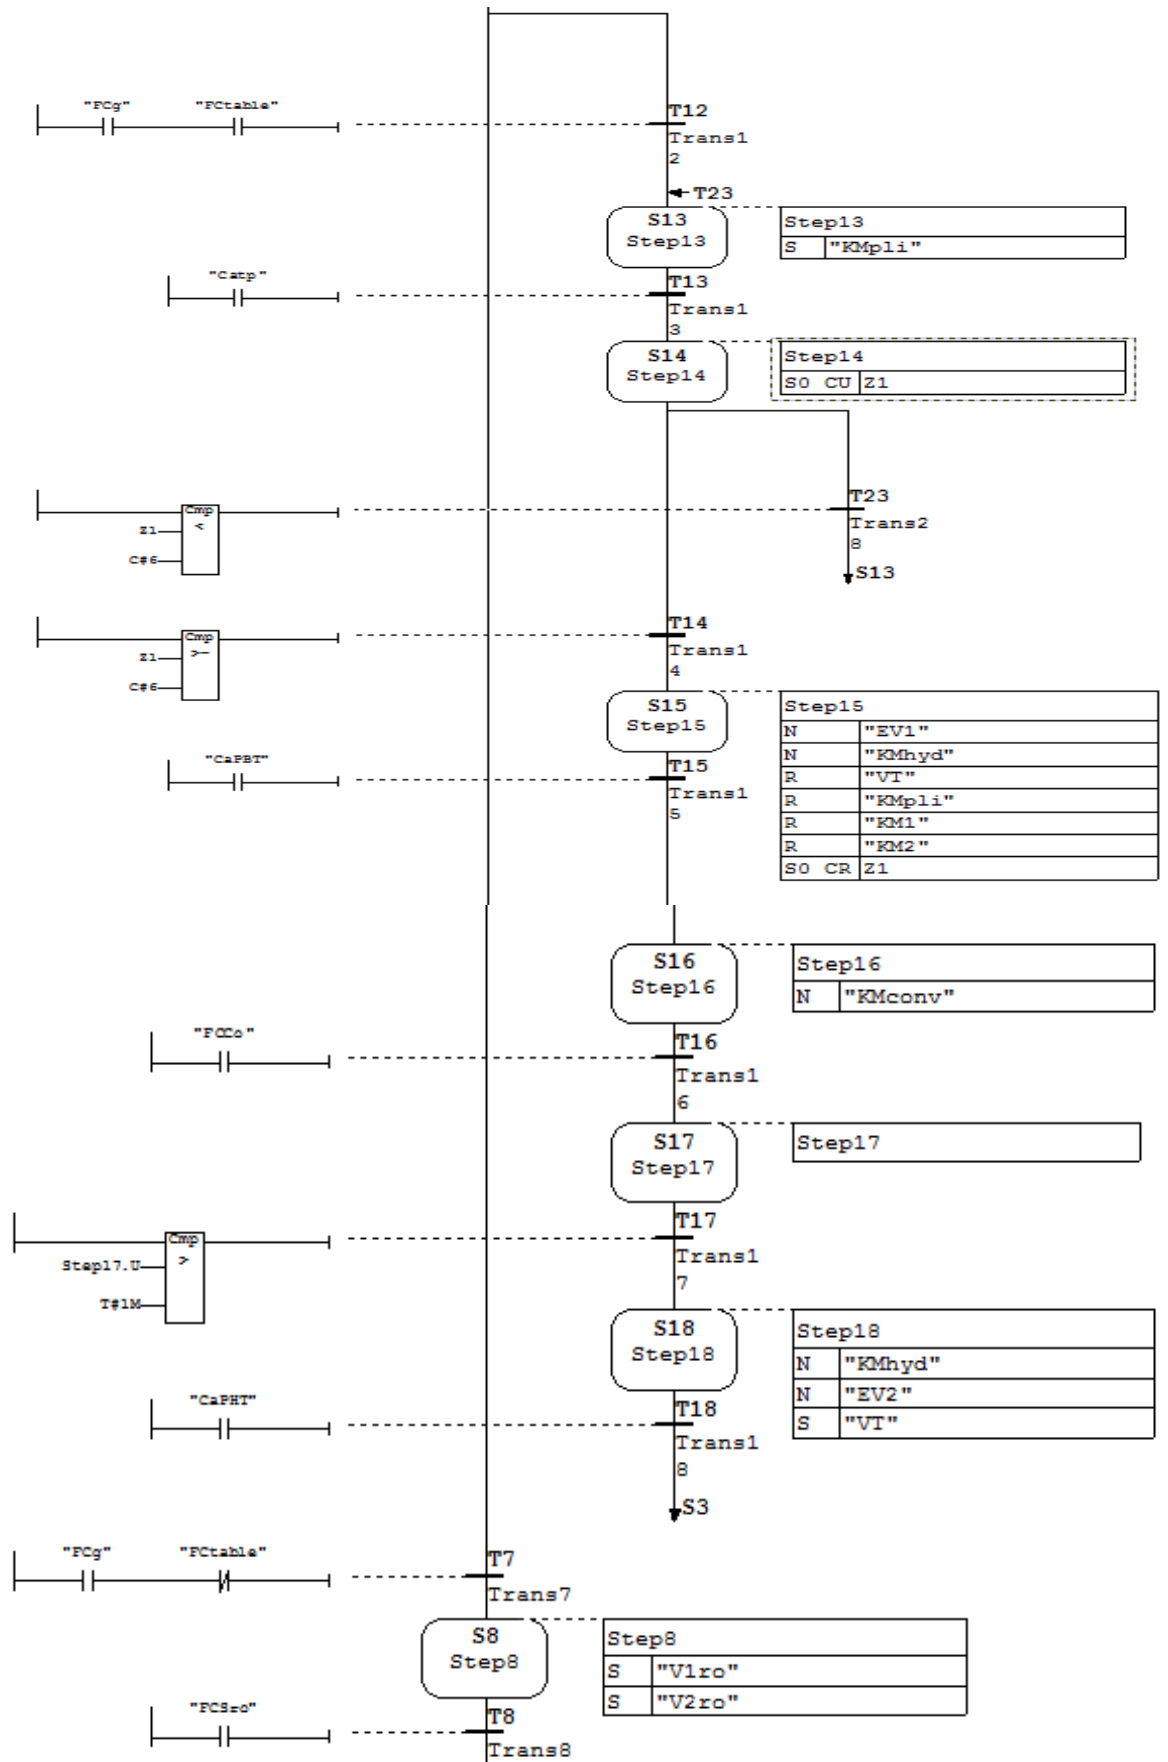 "FCg" "FCtable"
T12
Trans1
2
T23
S13
Step13
Step13
S "KMpli"
"Catp"
T13
Trans1
3
S14
Step14
Step14
S0 CU Z1
T23
Trans2
8
S13
Cmp
<
Z1
C#6
T14
Trans1
4
Cmp
>=
Z1
C#6
S15
Step15
Step15
N "EV1"
N "KMhyd"
R "VT"
R "KMpli"
R "KM1"
R "KM2"
S0 CR Z1
"CaPBT"
T15
Trans1
5
S16
Step16
Step16
N "KMconv"
"FCCo"
T16
Trans1
6
S17
Step17
Step17
T17
Trans1
7
Cmp
>
Step17.U
T#1M
S18
Step18
Step18
N "KMhyd"
N "EV2"
S "VT"
"CaPHT"
T18
Trans1
8
S3
"FCg" "FCtable"
T7
Trans7
S8
Step8
Step8
S "V1ro"
S "V2ro"
"FCSro"
T8
Trans8